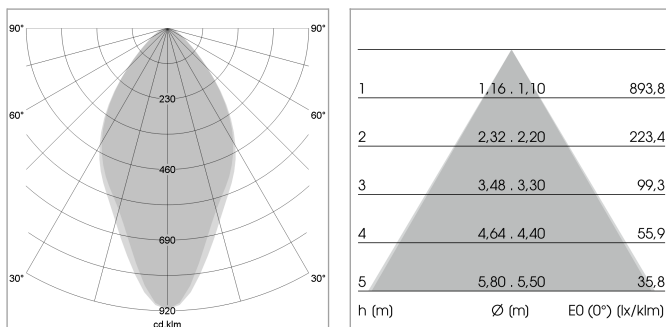 90° 90°
230
60° 60°
460
690
30° 30°
920
cd.klm
1 1,16 . 1,10 893,8
2 2,32 . 2,20 223,4
3 3,48 . 3,30 99,3
4 4,64 . 4,40 55,9
5 5,80 . 5,50 35,8
h (m) Ø (m) E0 (0°) (lx/klm)